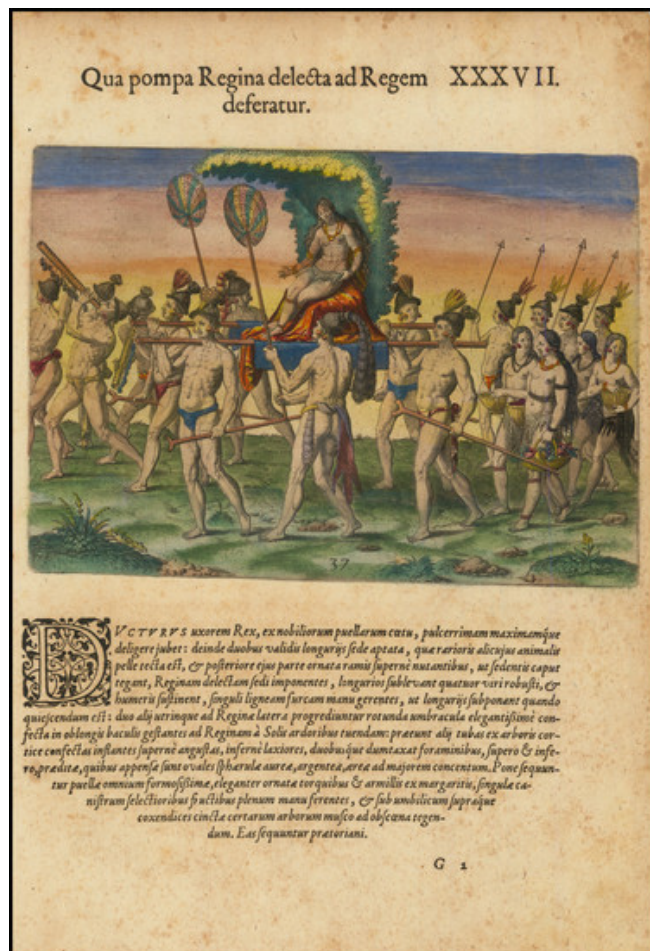 Qua pompa Regina delecta ad Regem XXXVII.
deferatur.
37
DVCTVRVS uxorem Rex, ex nobiliorum puellarum cœtu, pulcerrimam maximamq́ue
deligere jubet: deinde duobus validis longurijs sede aptata, quæ rarioris alicujus animalis
pelle tecta est, & posteriore ejus parte ornata ramis supernè nutantibus, ut sedentis caput
tegant, Reginam delectam sedi imponentes, longurios sublevant quatuor viri robusti, &
humeris sustinent, singuli ligneam furcam manu gerentes, ut longurijs supponant quando
quiescendum est: duo alij utrinque ad Reginæ latera progrediuntur rotunda umbracula elegantißimè con-
fecta in oblongis baculis gestantes ad Reginam à Solis ardoribus tuendam: præeunt alij tubas ex arboris cor-
tice confectas inflantes supernè angustas, infernè laxiores, duobusque dumtaxat foraminibus, supero & infe-
ro, præditæ, quibus appensæ sunt ovales sphærulæ aureæ, argenteæ, æreæ ad majorem concentum. Pone sequun-
tur puellæ omnium formosißimæ, eleganter ornatæ torquibus & armillis ex margaritis, singulæ ca-
nistrum selectioribus fructibus plenum manu ferentes, & sub umbilicum supraque
coxendices cinctæ certarum arborum musco ad obscœna tegen-
dum. Eas sequuntur prætoriani.
G 2